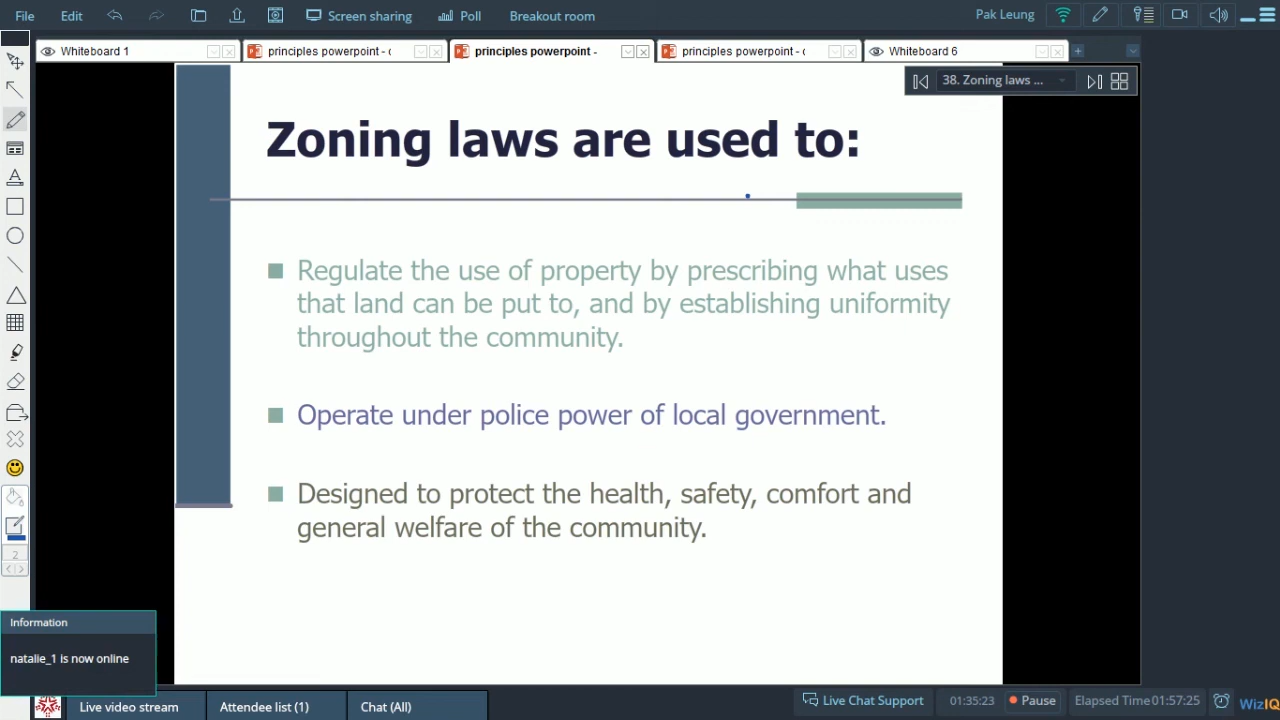 File Edit Screen sharing Poll Breakout room Pak Leung
Whiteboard 1 principles powerpoint - principles powerpoint - principles powerpoint - Whiteboard 6
38. Zoning laws ...
Zoning laws are used to:
Regulate the use of property by prescribing what uses
that land can be put to, and by establishing uniformity
throughout the community.
Operate under police power of local government.
Designed to protect the health, safety, comfort and
general welfare of the community.
2
Information
natalie_1 is now online
Live video stream Attendee list (1) Chat (All) Live Chat Support 01:35:23 Pause Elapsed Time 01:57:25 WizIQ